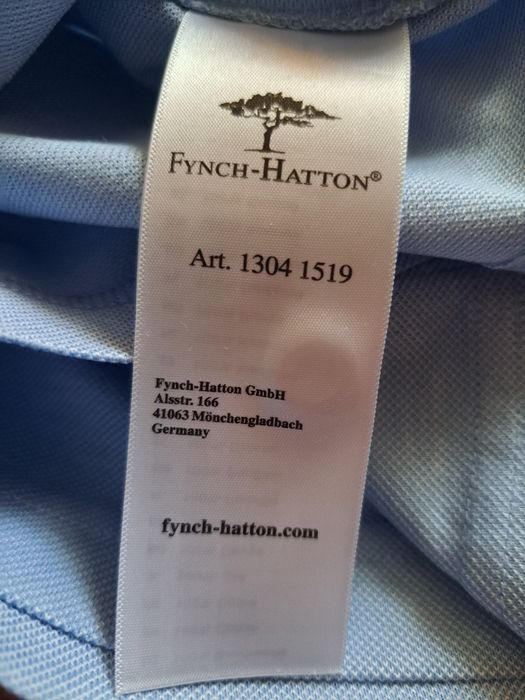 FYNCH-HATTON®
Art. 1304 1519
Fynch-Hatton GmbH
Alsstr. 166
41063 Mönchengladbach
Germany
fynch-hatton.com